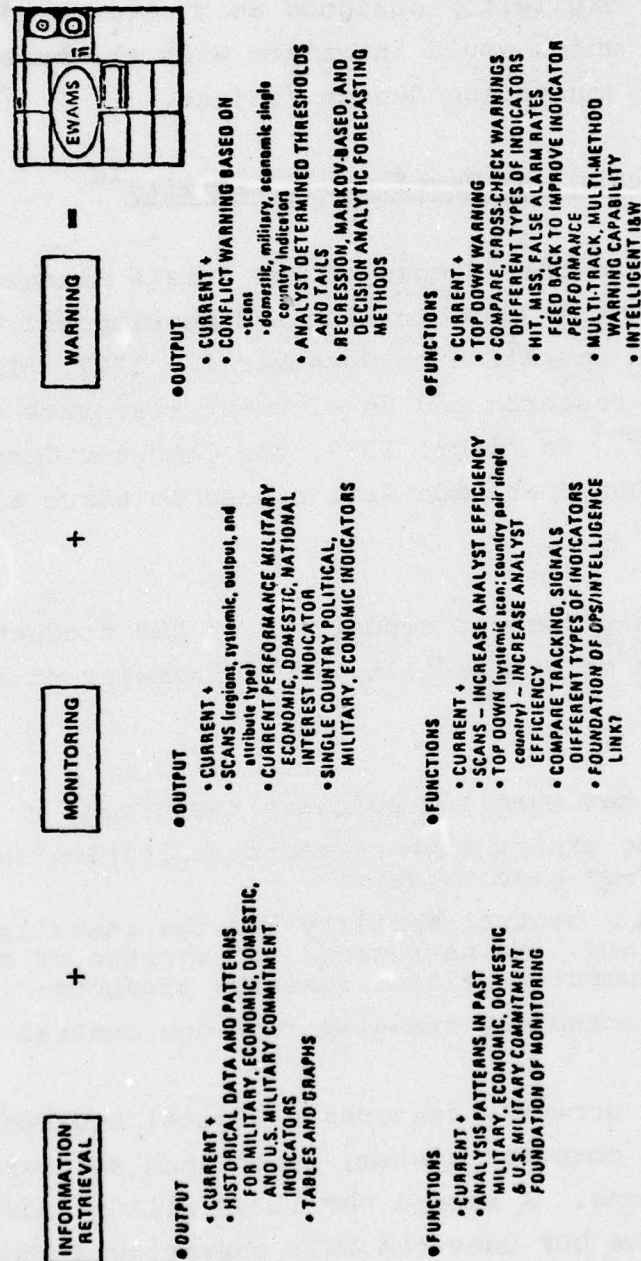 INFORMATION
RETRIEVAL
+
MONITORING
+
WARNING
=
EWAMS
●OUTPUT
• CURRENT+
• HISTORICAL DATA AND PATTERNS
FOR MILITARY, ECONOMIC, DOMESTIC,
AND U.S. MILITARY COMMITMENT
INDICATORS
• TABLES AND GRAPHS
●FUNCTIONS
• CURRENT+
• ANALYSIS PATTERNS IN PAST
MILITARY, ECONOMIC, DOMESTIC
& U.S. MILITARY COMMITMENT
• FOUNDATION OF MONITORING
●OUTPUT
• CURRENT+
• SCANS (regions, systemic, output, and
attribute type)
• CURRENT PERFORMANCE MILITARY
ECONOMIC, DOMESTIC, NATIONAL
INTEREST INDICATOR
• SINGLE COUNTRY POLITICAL,
MILITARY, ECONOMIC INDICATORS
●FUNCTIONS
• CURRENT+
• SCANS – INCREASE ANALYST EFFICIENCY
• TOP DOWN (systemic scan: country pair single
country) – INCREASE ANALYST
EFFICIENCY
• COMPARE TRACKING, SIGNALS
DIFFERENT TYPES OF INDICATORS
• FOUNDATION OF OPS/INTELLIGENCE
LINK?
●OUTPUT
• CURRENT+
• CONFLICT WARNING BASED ON
•scans
•domestic, military, economic single
country Indicators
• ANALYST DETERMINED THRESHOLDS
AND TAILS
• REGRESSION, MARKOV-BASED, AND
DECISION ANALYTIC FORECASTING
METHODS
●FUNCTIONS
CURRENT+
• TOP DOWN WARNING
• COMPARE, CROSS-CHECK WARNINGS
DIFFERENT TYPES OF INDICATORS
• HIT, MISS, FALSE ALARM RATES
FEED BACK TO IMPROVE INDICATOR
PERFORMANCE
• MULTI-TRACK, MULTI-METHOD
WARNING CAPABILITY
• INTELLIGENT I&W